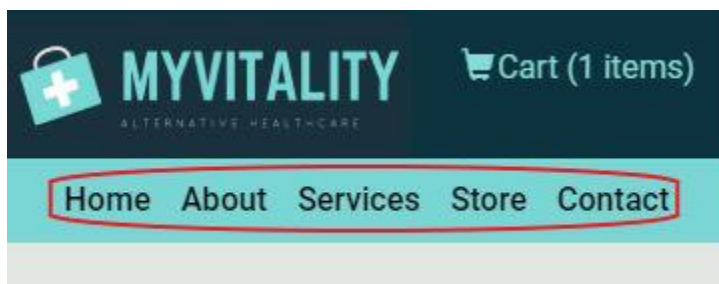 MYVITALITY
ALTERNATIVE HEALTHCARE
Cart (1 items)
Home About Services Store Contact